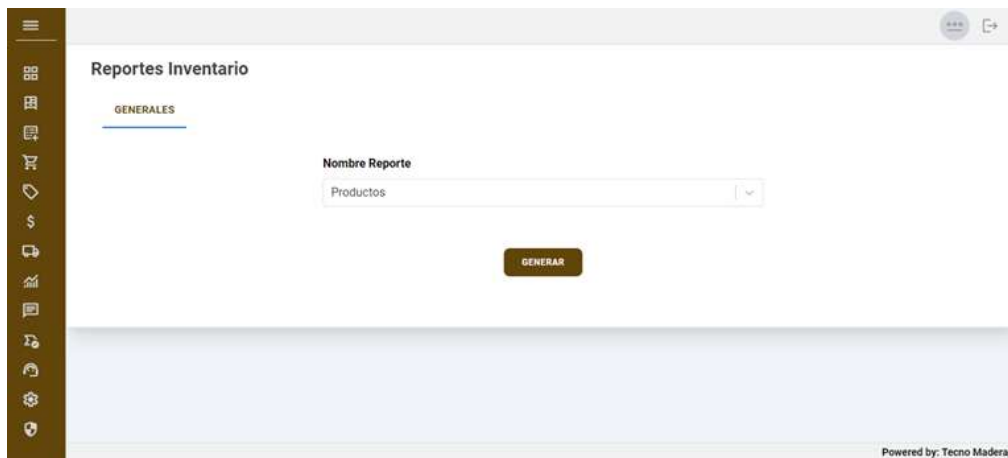 Reportes Inventario
GENERALES
Nombre Reporte
Productos
GENERAR
Powered by: Tecno Madera